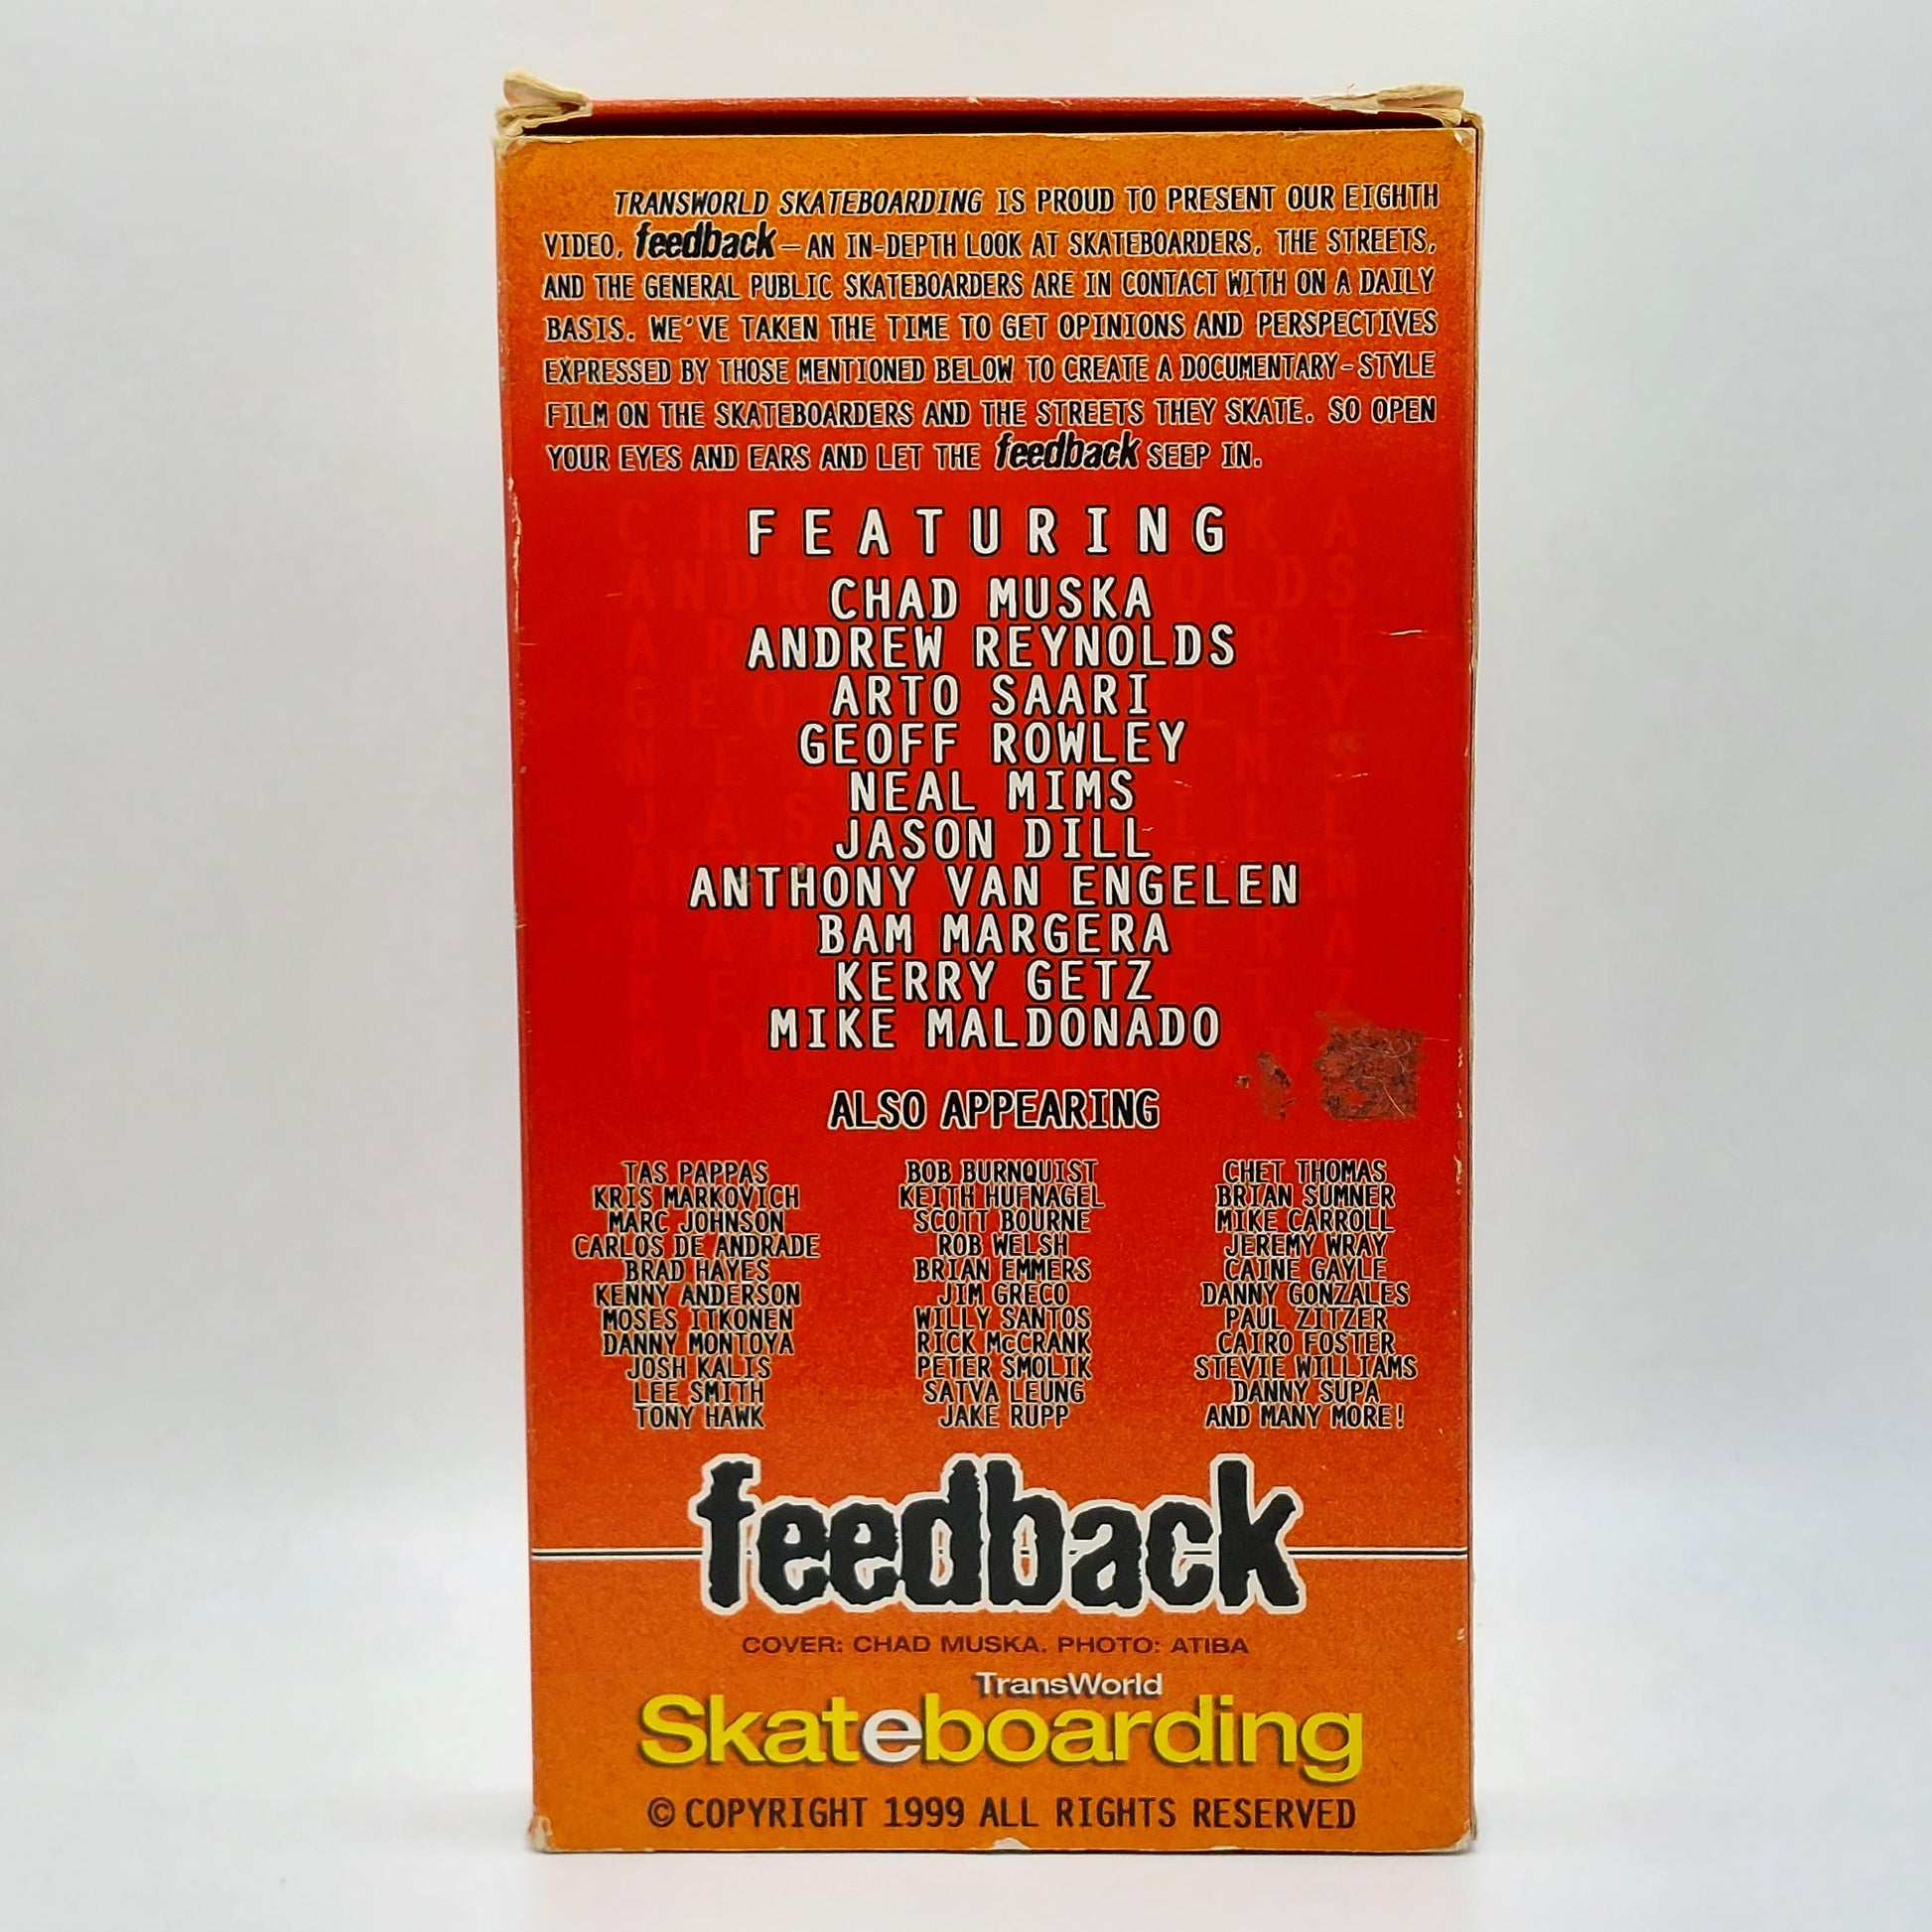 TRANSWORLD SKATEBOARDING IS PROUD TO PRESENT OUR EIGHTH
VIDEO, feedback – AN IN-DEPTH LOOK AT SKATEBOARDERS, THE STREETS,
AND THE GENERAL PUBLIC SKATEBOARDERS ARE IN CONTACT WITH ON A DAILY
BASIS. WE'VE TAKEN THE TIME TO GET OPINIONS AND PERSPECTIVES
EXPRESSED BY THOSE MENTIONED BELOW TO CREATE A DOCUMENTARY-STYLE
FILM ON THE SKATEBOARDERS AND THE STREETS THEY SKATE. SO OPEN
YOUR EYES AND EARS AND LET THE feedback SEEP IN.
FEATURING
CHAD MUSKA
ANDREW REYNOLDS
ARTO SAARI
GEOFF ROWLEY
NEAL MIMS
JASON DILL
ANTHONY VAN ENGELEN
BAM MARGERA
KERRY GETZ
MIKE MALDONADO
ALSO APPEARING
TAS PAPPAS
KRIS MARKOVICH
MARC JOHNSON
CARLOS DE ANDRADE
BRAD HAYES
KENNY ANDERSON
MOSES ITKONEN
DANNY MONTOYA
JOSH KALIS
LEE SMITH
TONY HAWK
BOB BURNQUIST
KEITH HUFNAGEL
SCOTT BOURNE
ROB WELSH
BRIAN EMMERS
JIM GRECO
WILLY SANTOS
RICK McCRANK
PETER SMOLIK
SATVA LEUNG
JAKE RUPP
CHET THOMAS
BRIAN SUMNER
MIKE CARROLL
JEREMY WRAY
CAINE GAYLE
DANNY GONZALES
PAUL ZITZER
CAIRO FOSTER
STEVIE WILLIAMS
DANNY SUPA
AND MANY MORE!
feedback
COVER: CHAD MUSKA. PHOTO: ATIBA
TransWorld
Skateboarding
© COPYRIGHT 1999 ALL RIGHTS RESERVED